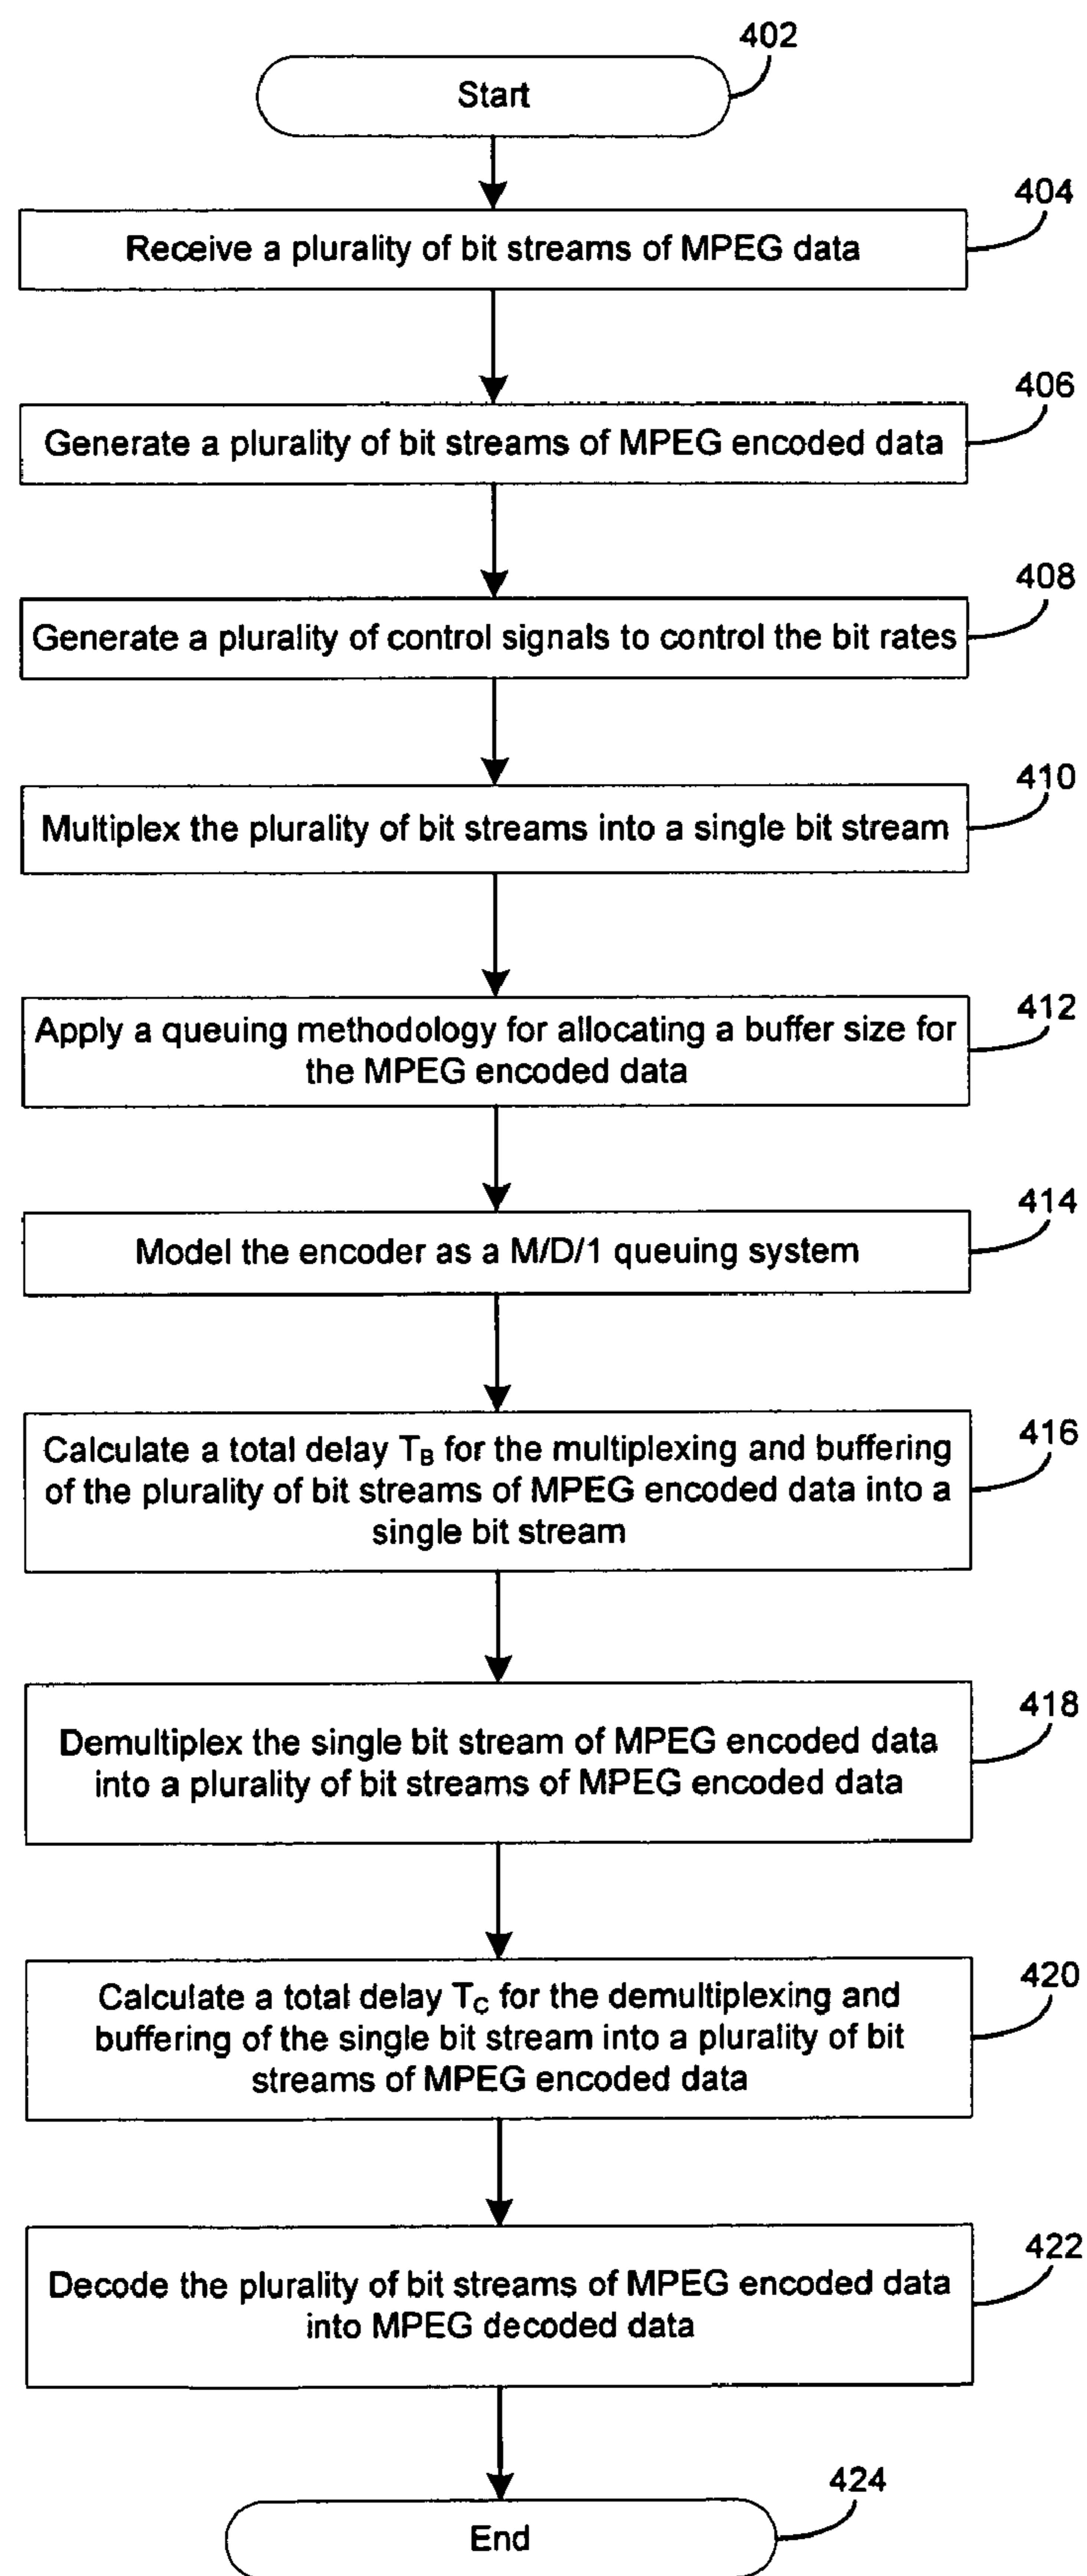 402
Start
404
Receive a plurality of bit streams of MPEG data
406
Generate a plurality of bit streams of MPEG encoded data
408
Generate a plurality of control signals to control the bit rates
410
Multiplex the plurality of bit streams into a single bit stream
412
Apply a queuing methodology for allocating a buffer size for
the MPEG encoded data
414
Model the encoder as a M/D/1 queuing system
416
Calculate a total delay T_B for the multiplexing and buffering
of the plurality of bit streams of MPEG encoded data into a
single bit stream
418
Demultiplex the single bit stream of MPEG encoded data
into a plurality of bit streams of MPEG encoded data
420
Calculate a total delay T_C for the demultiplexing and
buffering of the single bit stream into a plurality of bit
streams of MPEG encoded data
422
Decode the plurality of bit streams of MPEG encoded data
into MPEG decoded data
424
End